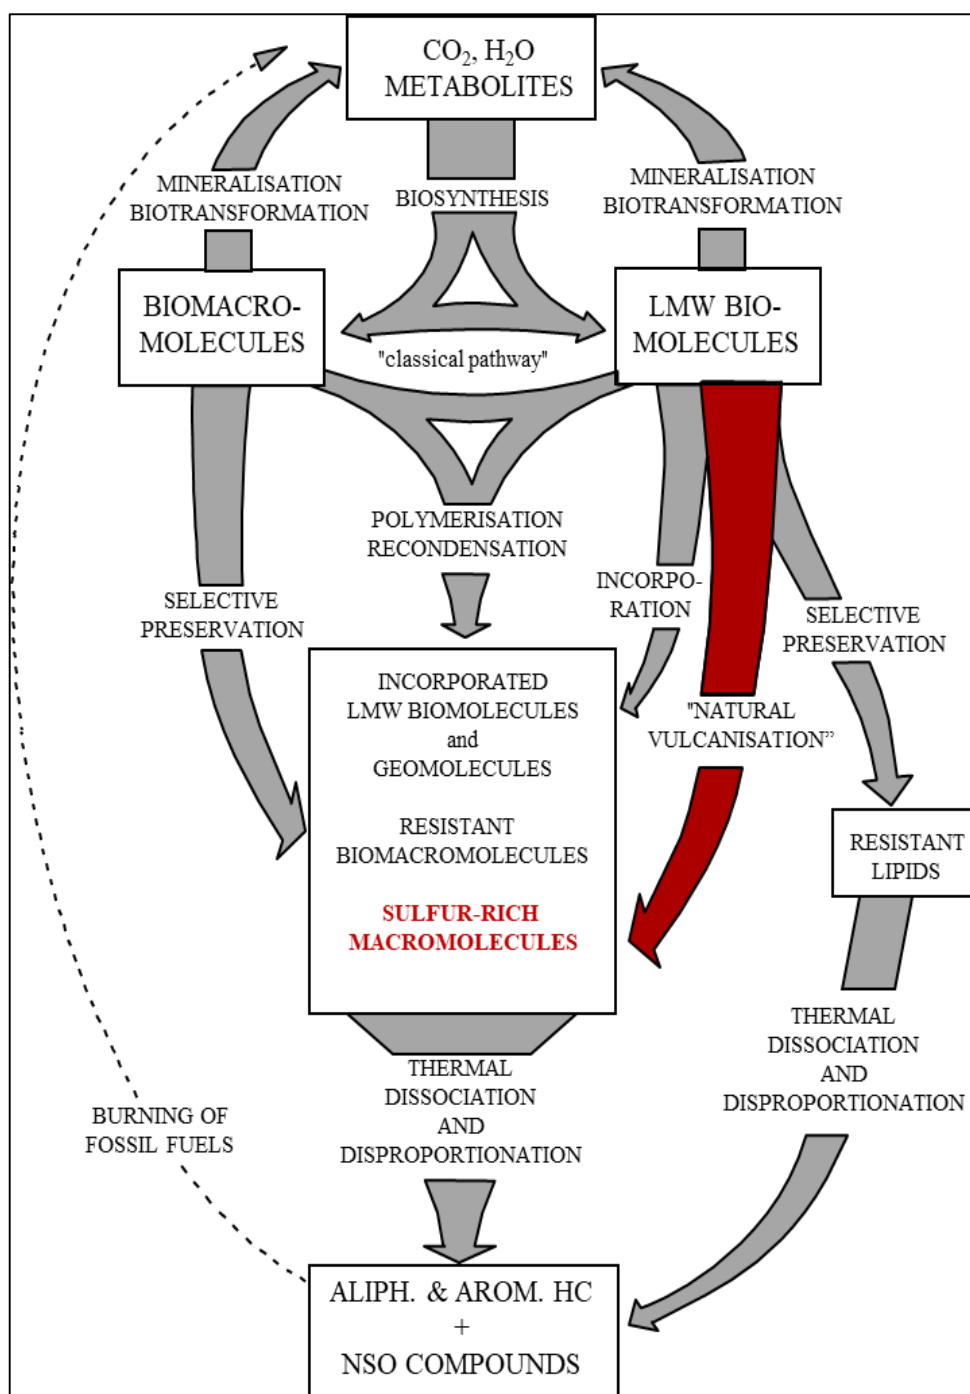 CO₂, H₂O
METABOLITES
MINERALISATION
BIOTRANSFORMATION
BIOSYNTHESIS
MINERALISATION
BIOTRANSFORMATION
BIOMACRO-
MOLECULES
LMW BIO-
MOLECULES
"classical pathway"
POLYMERISATION
RECONDENSATION
SELECTIVE
PRESERVATION
INCORPO-
RATION
SELECTIVE
PRESERVATION
INCORPORATED
LMW BIOMOLECULES
and
GEOMOLECULES
RESISTANT
BIOMACROMOLECULES
SULFUR-RICH
MACROMOLECULES
"NATURAL
VULCANISATION”
RESISTANT
LIPIDS
THERMAL
DISSOCIATION
AND
DISPROPORTIONATION
THERMAL
DISSOCIATION
AND
DISPROPORTIONATION
BURNING OF
FOSSIL FUELS
ALIPH. & AROM. HC
+
NSO COMPOUNDS